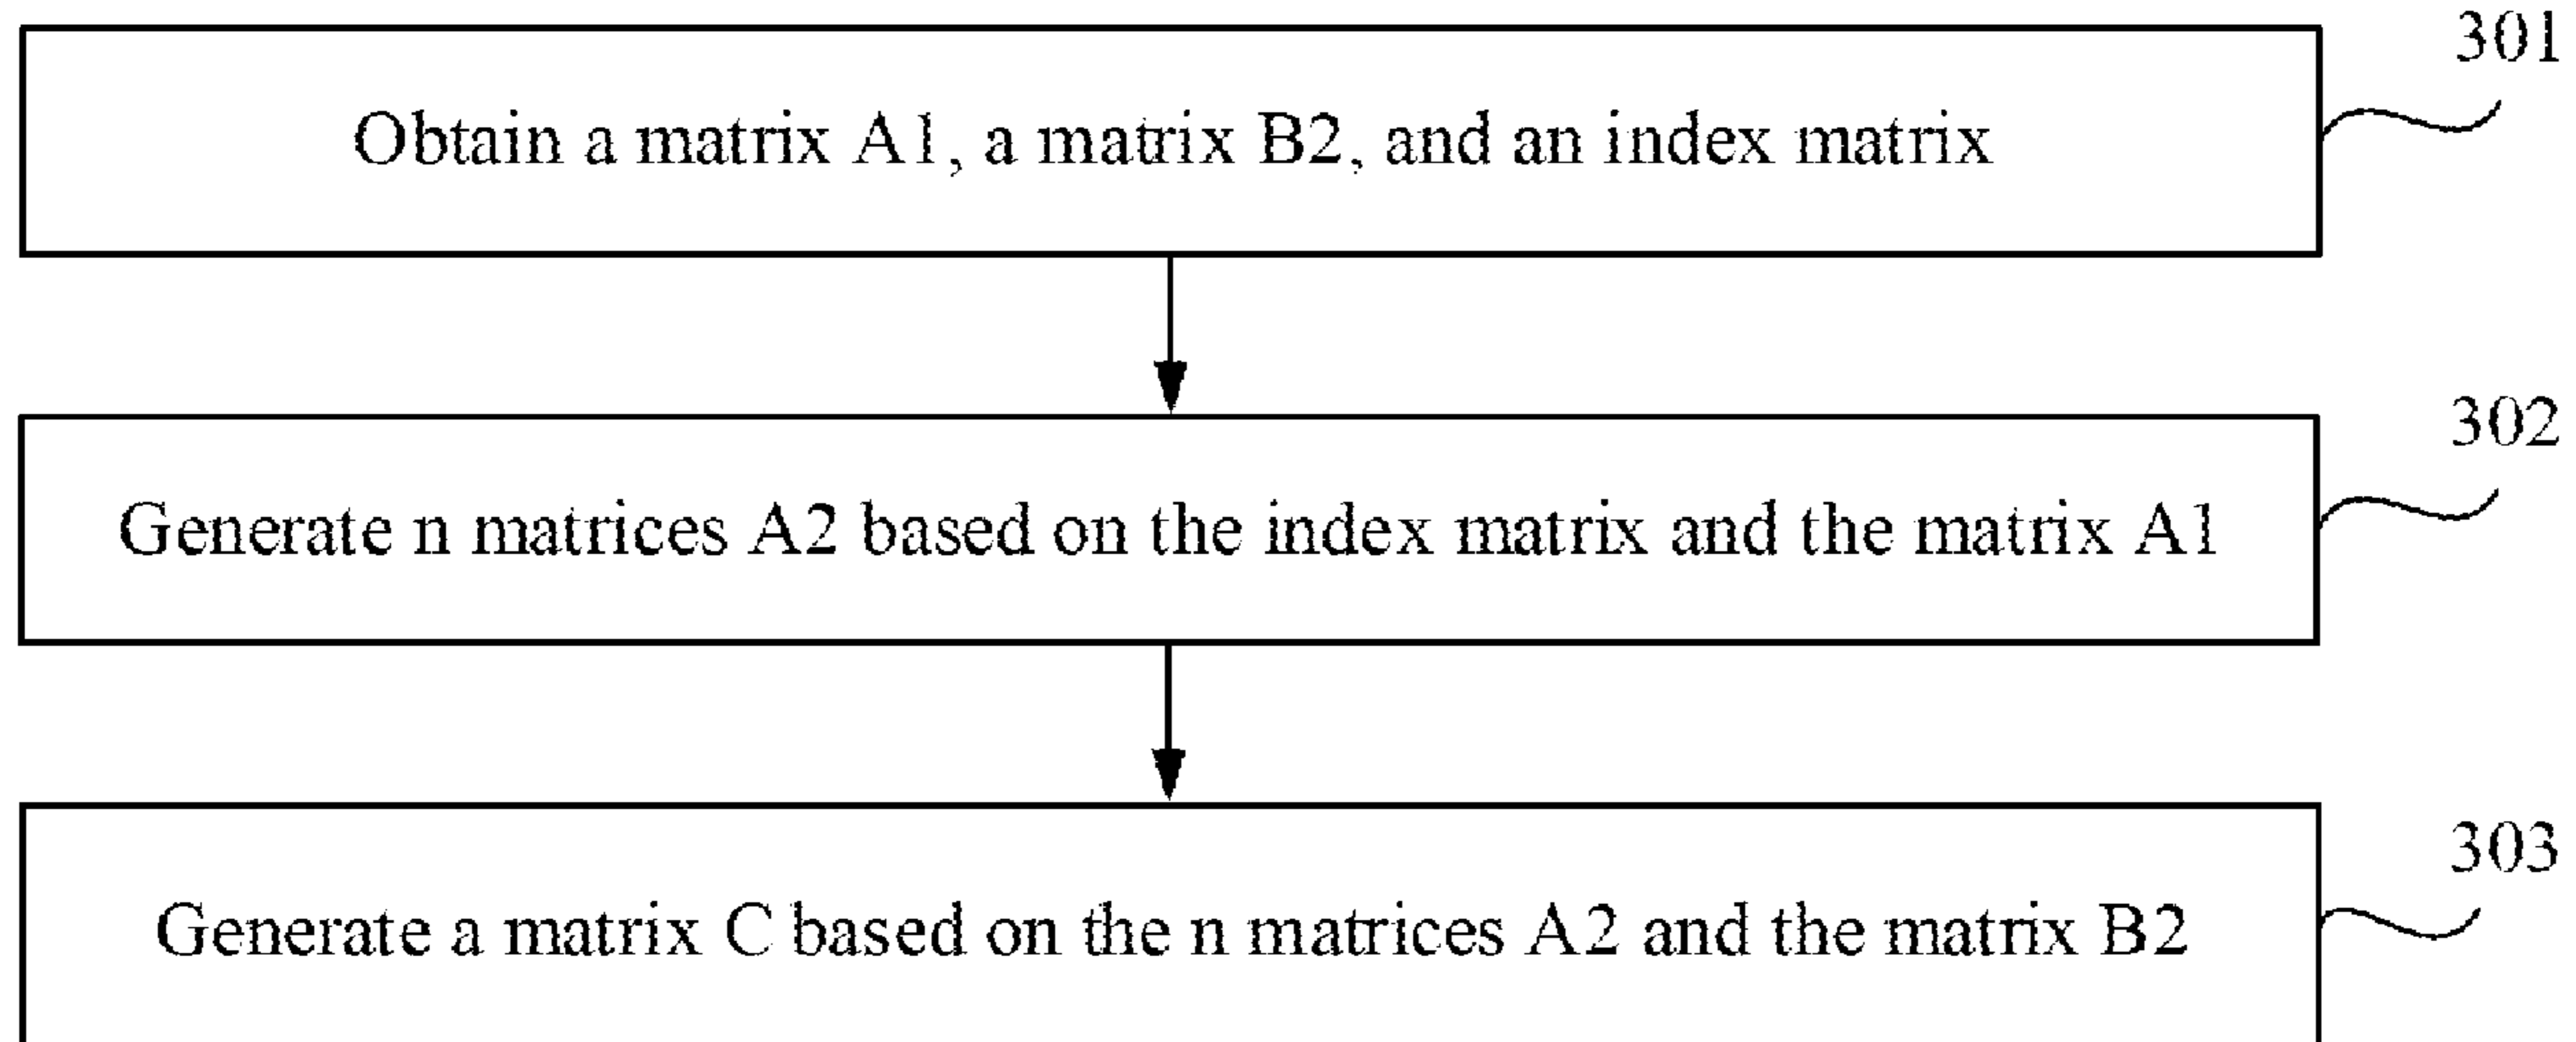 301
Obtain a matrix A1, a matrix B2, and an index matrix
302
Generate n matrices A2 based on the index matrix and the matrix A1
303
Generate a matrix C based on the n matrices A2 and the matrix B2